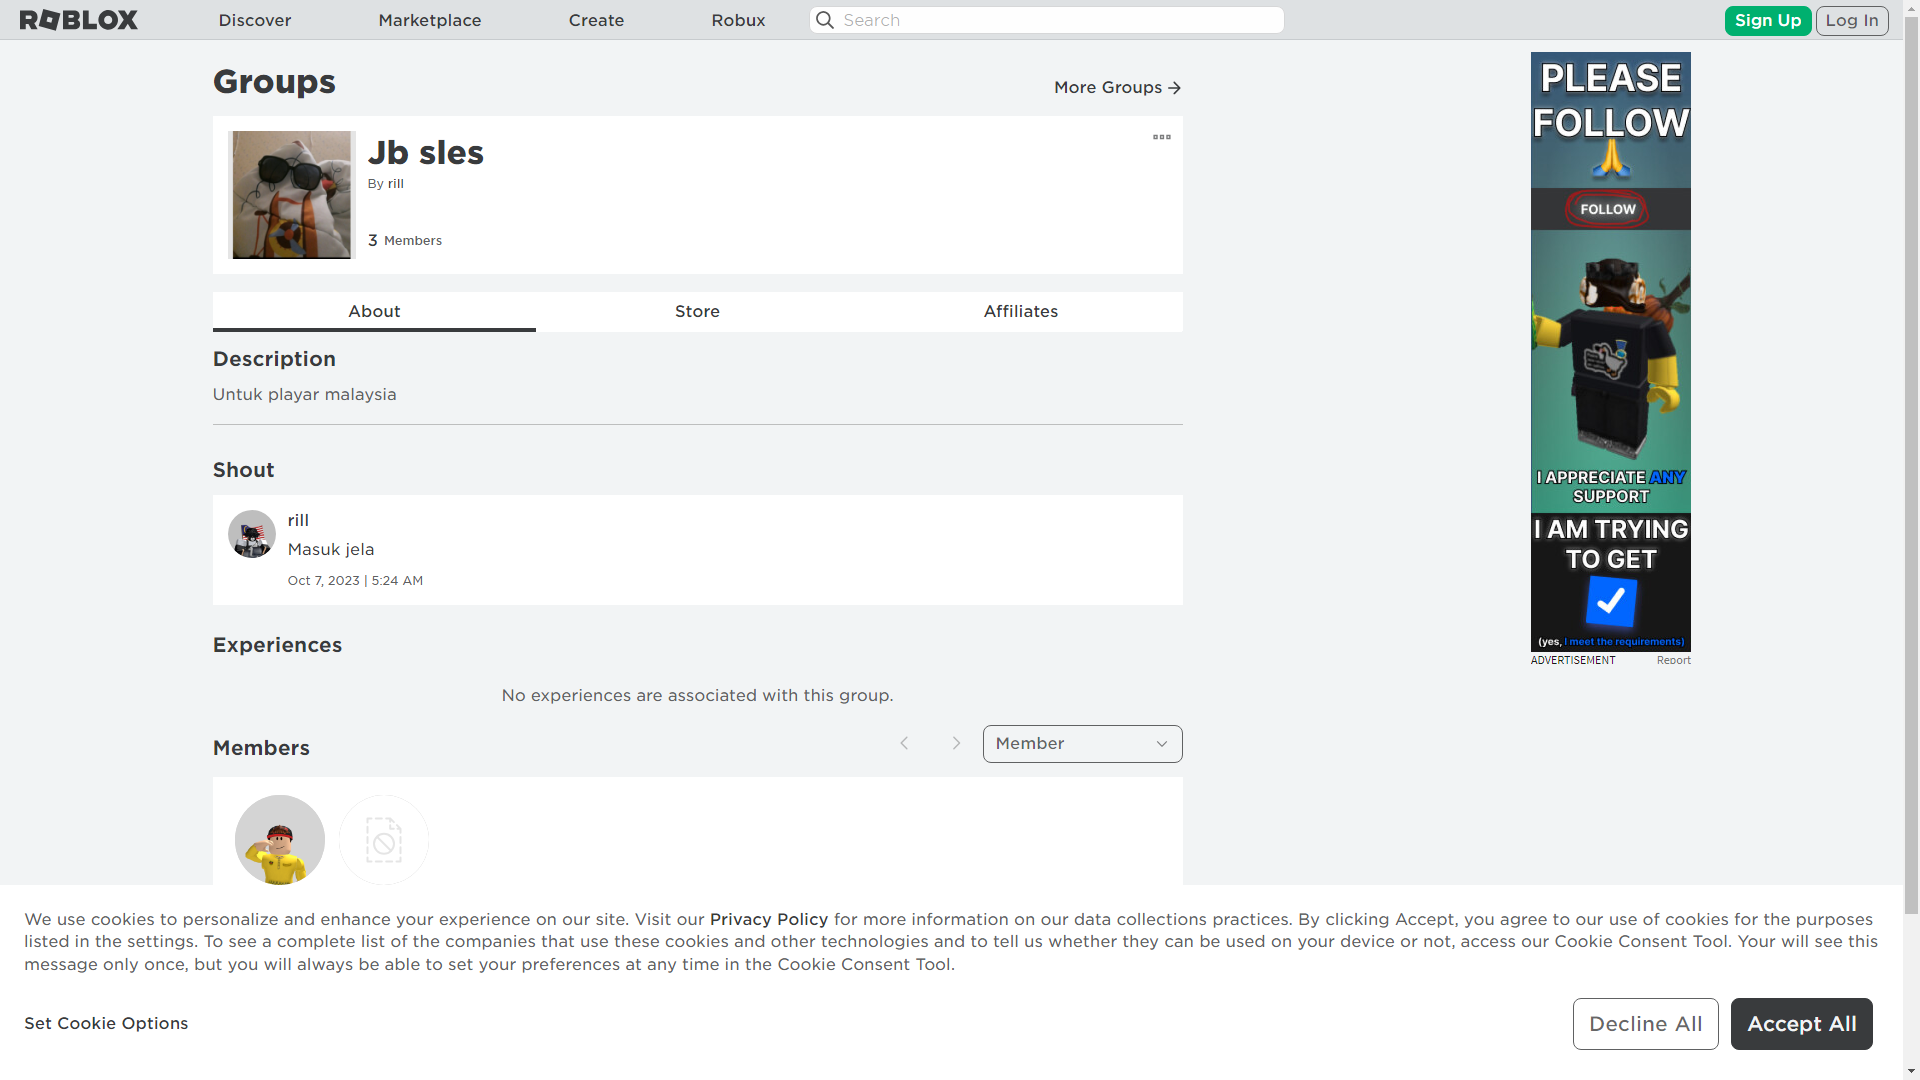 ROBLOX Discover Marketplace Create Robux Search Sign Up Log In
Groups
More Groups
Jb sles
By rill
3 Members
About Store Affiliates
Description
Untuk playar malaysia
Shout
rill
Masuk jela
Oct 7, 2023 | 5:24 AM
Experiences
No experiences are associated with this group.
Members
Member
PLEASE
FOLLOW
FOLLOW
I APPRECIATE ANY
SUPPORT
I AM TRYING
TO GET
(yes, I meet the requirements)
ADVERTISEMENT Report
We use cookies to personalize and enhance your experience on our site. Visit our Privacy Policy for more information on our data collections practices. By clicking Accept, you agree to our use of cookies for the purposes
listed in the settings. To see a complete list of the companies that use these cookies and other technologies and to tell us whether they can be used on your device or not, access our Cookie Consent Tool. Your will see this
message only once, but you will always be able to set your preferences at any time in the Cookie Consent Tool.
Set Cookie Options
Decline All
Accept All